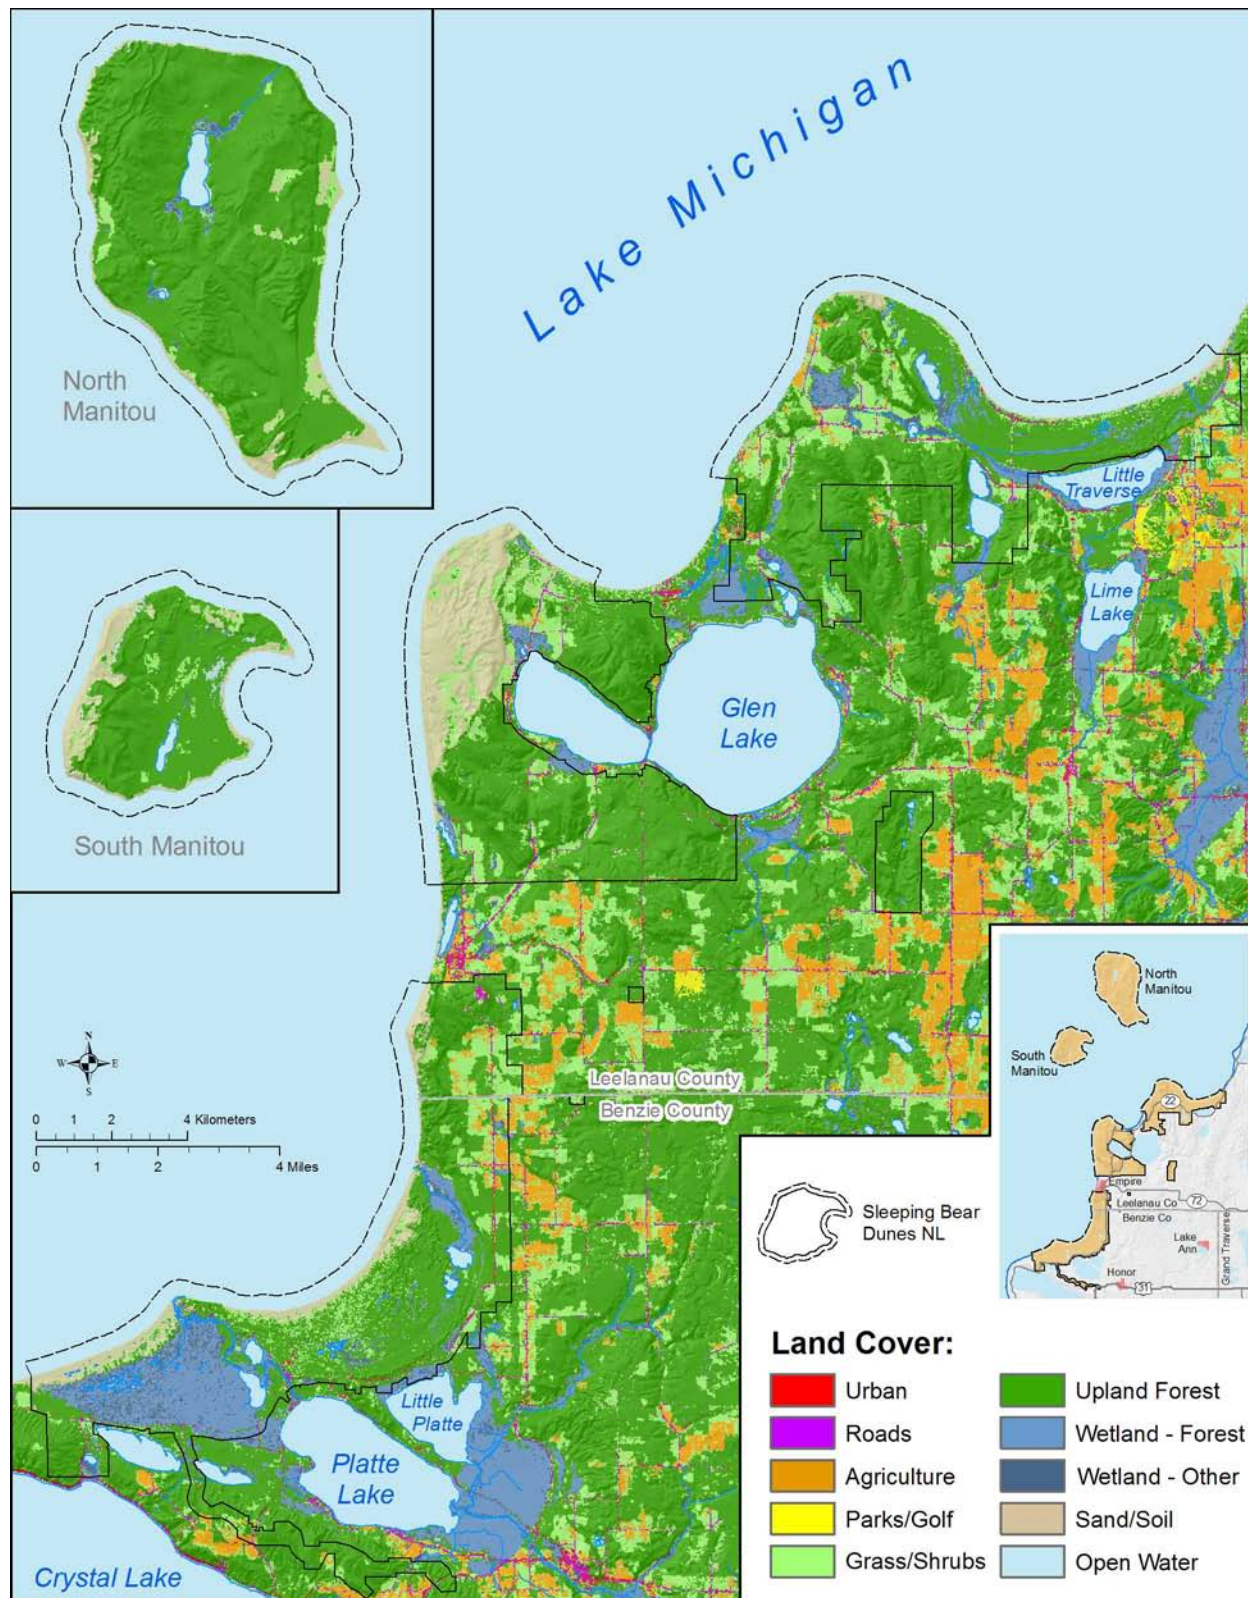 Lake Michigan
North
Manitou
South Manitou
Little
Traverse
Lime
Lake
Glen
Lake
Leelanau County
Benzie County
N
W E
S
0 2 4 Kilometers
0 1 2 4 Miles
Little
Platte
Platte
Lake
Crystal Lake
North
Manitou
South
Manitou
22
Empire
Leelanau Co
72
Benzie Co
Lake
Ann
Grand Traverse
Honor
31
Sleeping Bear
Dunes NL
Land Cover:
Urban
Roads
Agriculture
Parks/Golf
Grass/Shrubs
Upland Forest
Wetland - Forest
Wetland - Other
Sand/Soil
Open Water